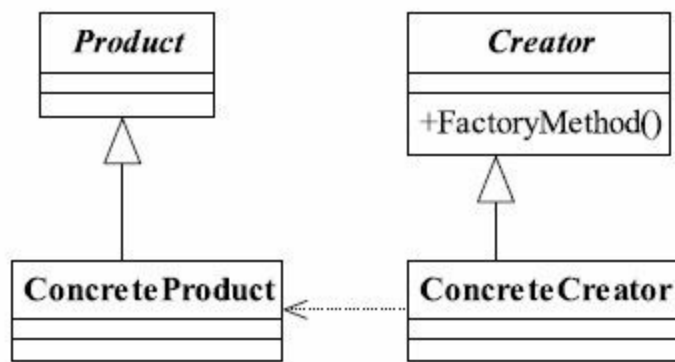 Product
Creator
+FactoryMethod()
ConcreteProduct
ConcreteCreator